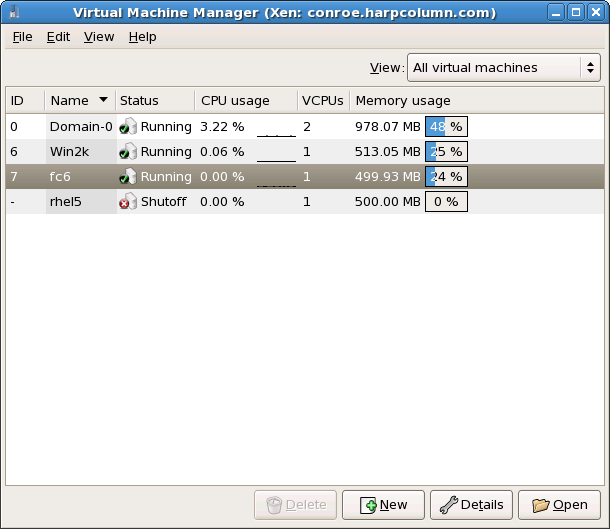 Virtual Machine Manager (Xen: conroe.harpcolumn.com)
File Edit View Help
View: All virtual machines
ID Name Status CPU usage VCPUs Memory usage
0 Domain-0 Running 3.22 % 2 978.07 MB 48 %
6 Win2k Running 0.06 % 1 513.05 MB 25 %
7 fc6 Running 0.00 % 1 499.93 MB 24 %
- rhel5 Shutoff 0.00 % 1 500.00 MB 0 %
Delete New Details Open